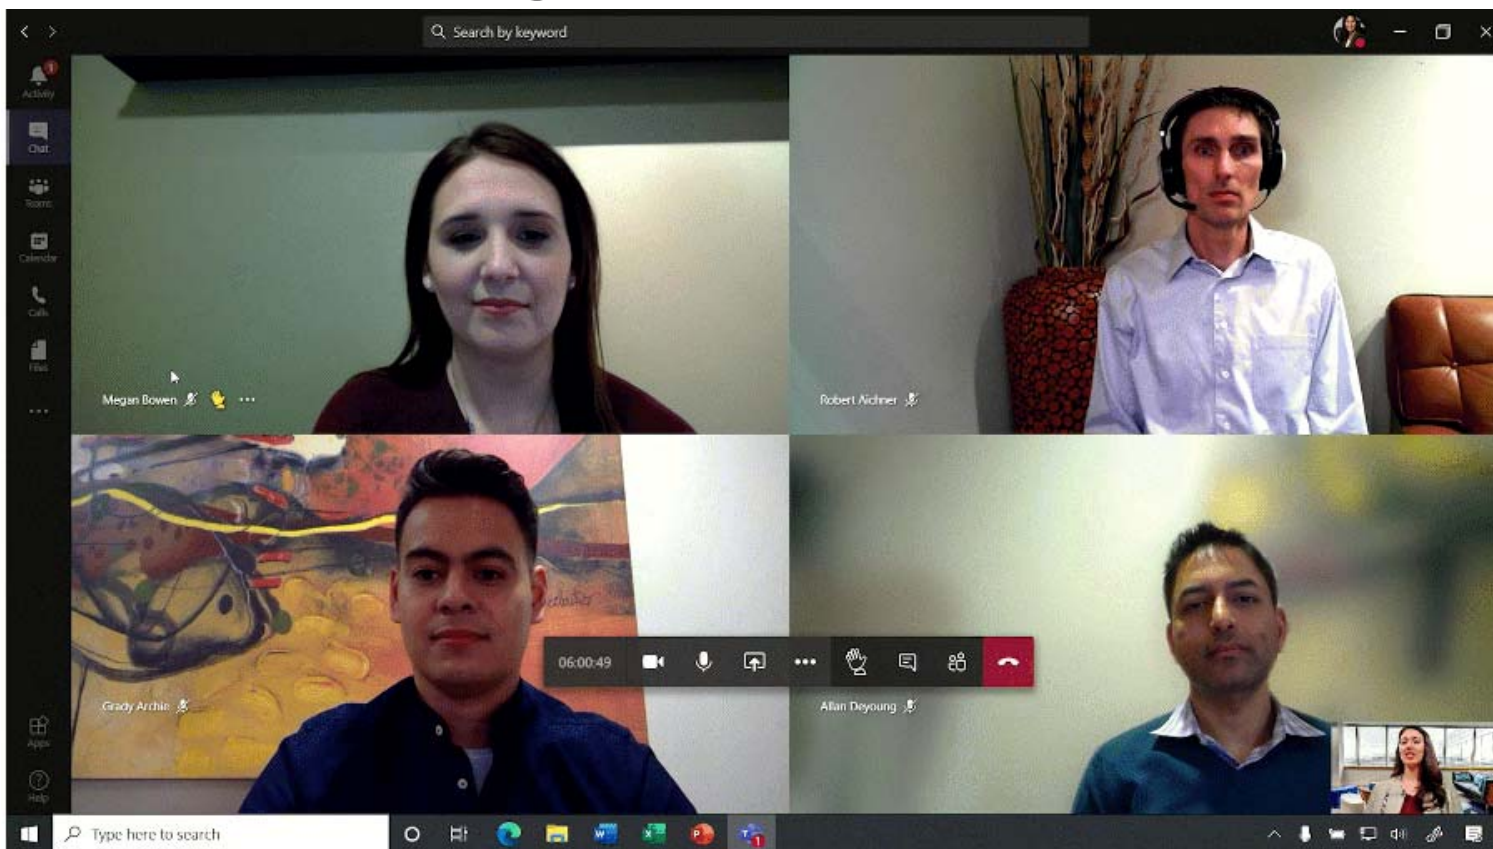 Search by keyword
1
Activity
Chat
Teams
Calendar
Calls
Files
Megan Bowen
Robert Aichner
06:00:49
Grady Archie
Allan Deyoung
Apps
Help
Type here to search